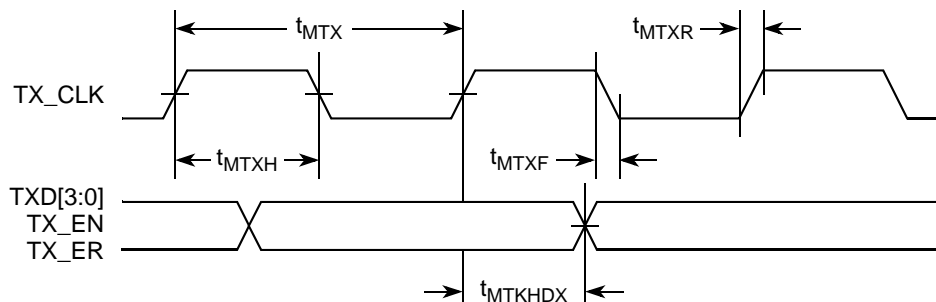 tMTX
tMTXR
TX_CLK
tMTXH
tMTXF
TXD[3:0]
TX_EN
TX_ER
tMTKHDX